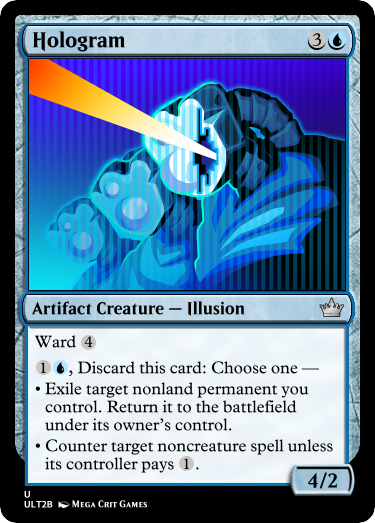 Hologram 3
Artifact Creature — Illusion
Ward 4
1, Discard this card: Choose one —
• Exile target nonland permanent you
control. Return it to the battlefield
under its owner's control.
• Counter target noncreature spell unless
its controller pays 1.
4/2
U
ULT2B Mega Crit Games